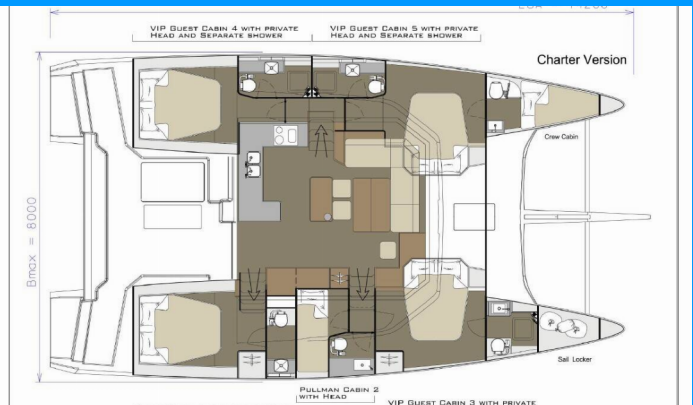 VIP GUEST CABIN 4 WITH PRIVATE
HEAD AND SEPARATE SHOWER
VIP GUEST CABIN 5 WITH PRIVATE
HEAD AND SEPARATE SHOWER
Charter Version
Crew Cabin
Bmax = 8000
Sail Locker
PULLMAN CABIN 2
WITH HEAD
VIP GUEST CABIN 3 WITH PRIVATE